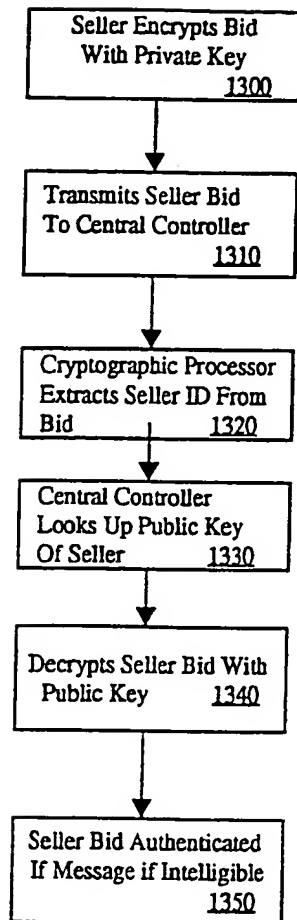 Seller Encrypts Bid
With Private Key
1300
Transmits Seller Bid
To Central Controller
1310
Cryptographic Processor
Extracts Seller ID From
Bid 1320
Central Controller
Looks Up Public Key
Of Seller 1330
Decrypts Seller Bid With
Public Key 1340
Seller Bid Authenticated
If Message if Intelligible
1350